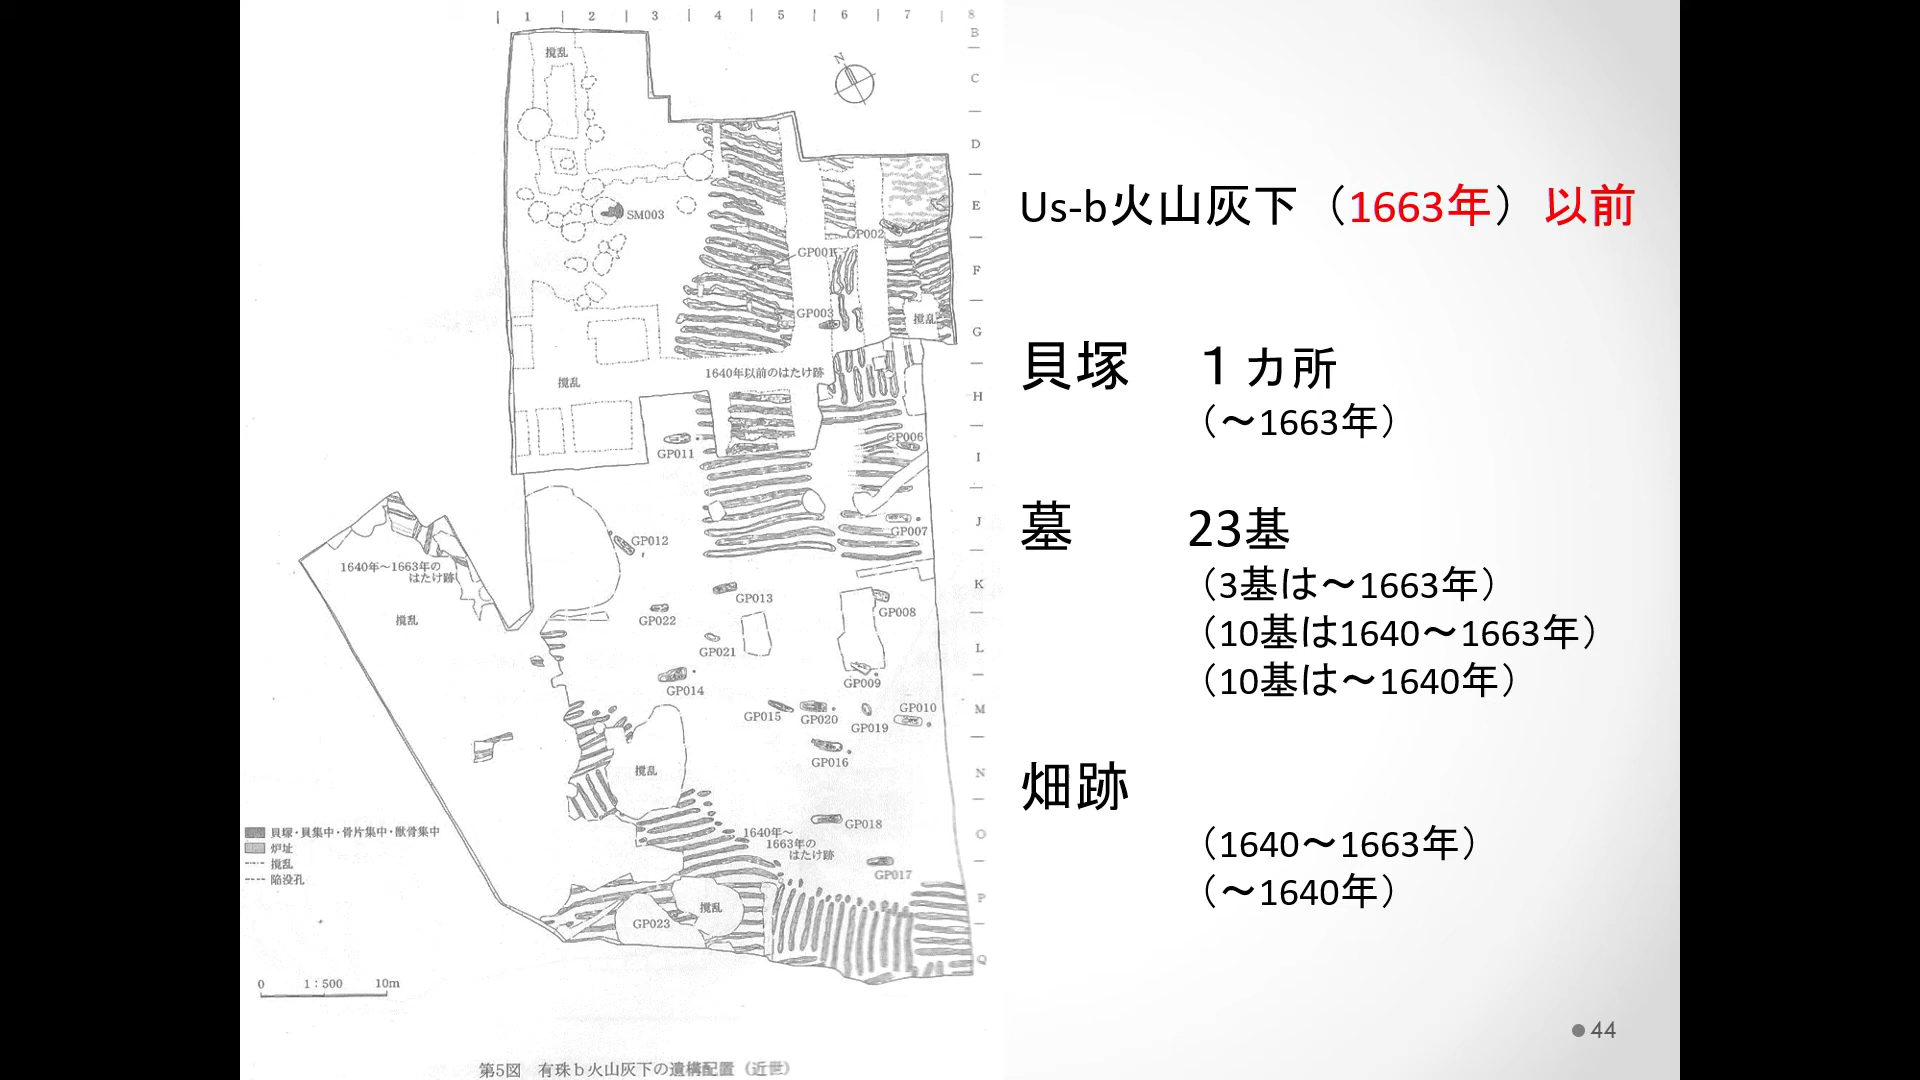 1 2 3 4 5 6 7 8
B
C
D
E
F
G
H
I
J
K
L
M
N
O
P
Q
N
攪乱
SM003
GP002
GP001
GP003
攪乱
1640年以前のはたけ跡
攪乱
GP006
GP011
GP007
GP012
1640年～1663年の
はたけ跡
攪乱
GP013
GP008
GP022
GP021
GP009
GP014
GP015
GP020
GP019
GP010
GP016
攪乱
GP018
1640年～
1663年の
はたけ跡
GP017
攪乱
GP023
貝塚・貝集中・骨片集中・獣骨集中
炉址
攪乱
陥没孔
0 1：500 10m
第5図 有珠b火山灰下の遺構配置（近世）
Us-b火山灰下（1663年）以前
貝塚 １カ所
（～1663年）
墓 23基
（3基は～1663年）
（10基は1640～1663年）
（10基は～1640年）
畑跡
（1640～1663年）
（～1640年）
44